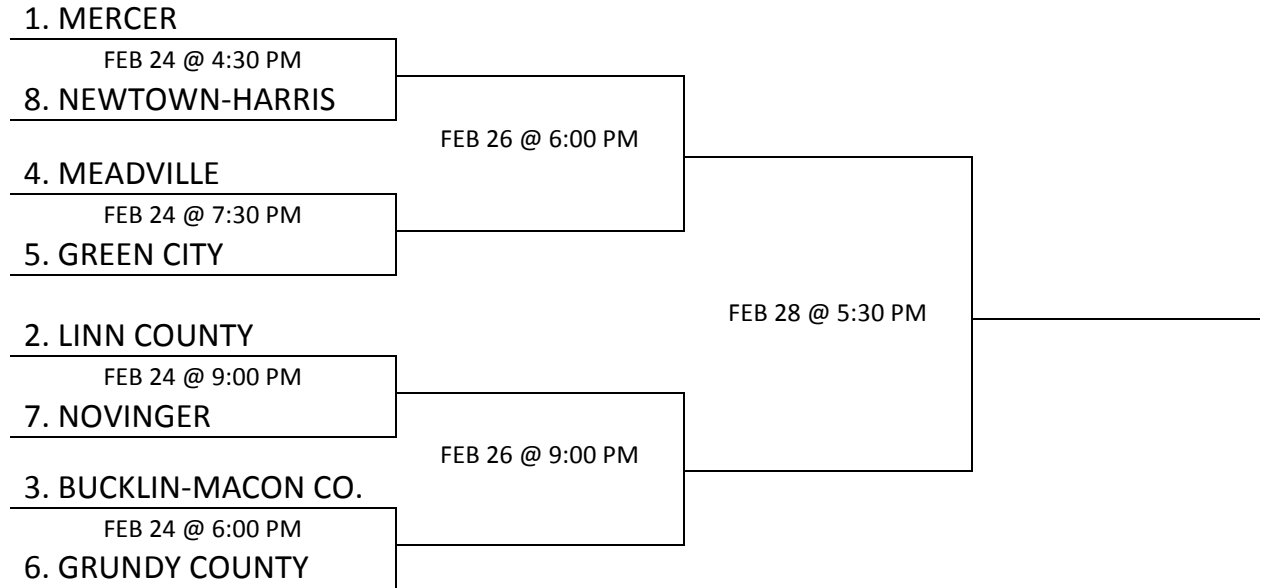 1. MERCER
FEB 24 @ 4:30 PM
8. NEWTOWN-HARRIS
FEB 26 @ 6:00 PM
4. MEADVILLE
FEB 24 @ 7:30 PM
5. GREEN CITY
FEB 28 @ 5:30 PM
2. LINN COUNTY
FEB 24 @ 9:00 PM
7. NOVINGER
FEB 26 @ 9:00 PM
3. BUCKLIN-MACON CO.
FEB 24 @ 6:00 PM
6. GRUNDY COUNTY